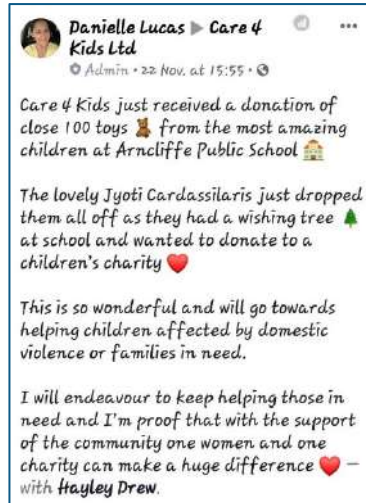 Danielle Lucas ▶ Care 4
Kids Ltd
Admin • 22 Nov. at 15:55 •
Care 4 Kids just received a donation of
close 100 toys 🧸 from the most amazing
children at Arncliffe Public School 🏫
The lovely Jyoti Cardassilaris just dropped
them all off as they had a wishing tree 🌲
at school and wanted to donate to a
children's charity ❤️
This is so wonderful and will go towards
helping children affected by domestic
violence or families in need.
I will endeavour to keep helping those in
need and I'm proof that with the support
of the community one women and one
charity can make a huge difference ❤️ —
with Hayley Drew.